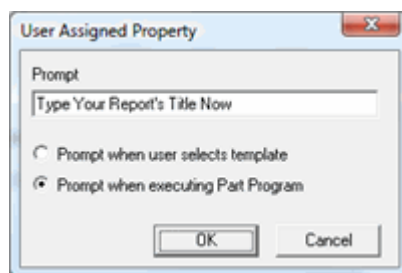 User Assigned Property
Prompt
Type Your Report's Title Now
Prompt when user selects template
Prompt when executing Part Program
OK Cancel